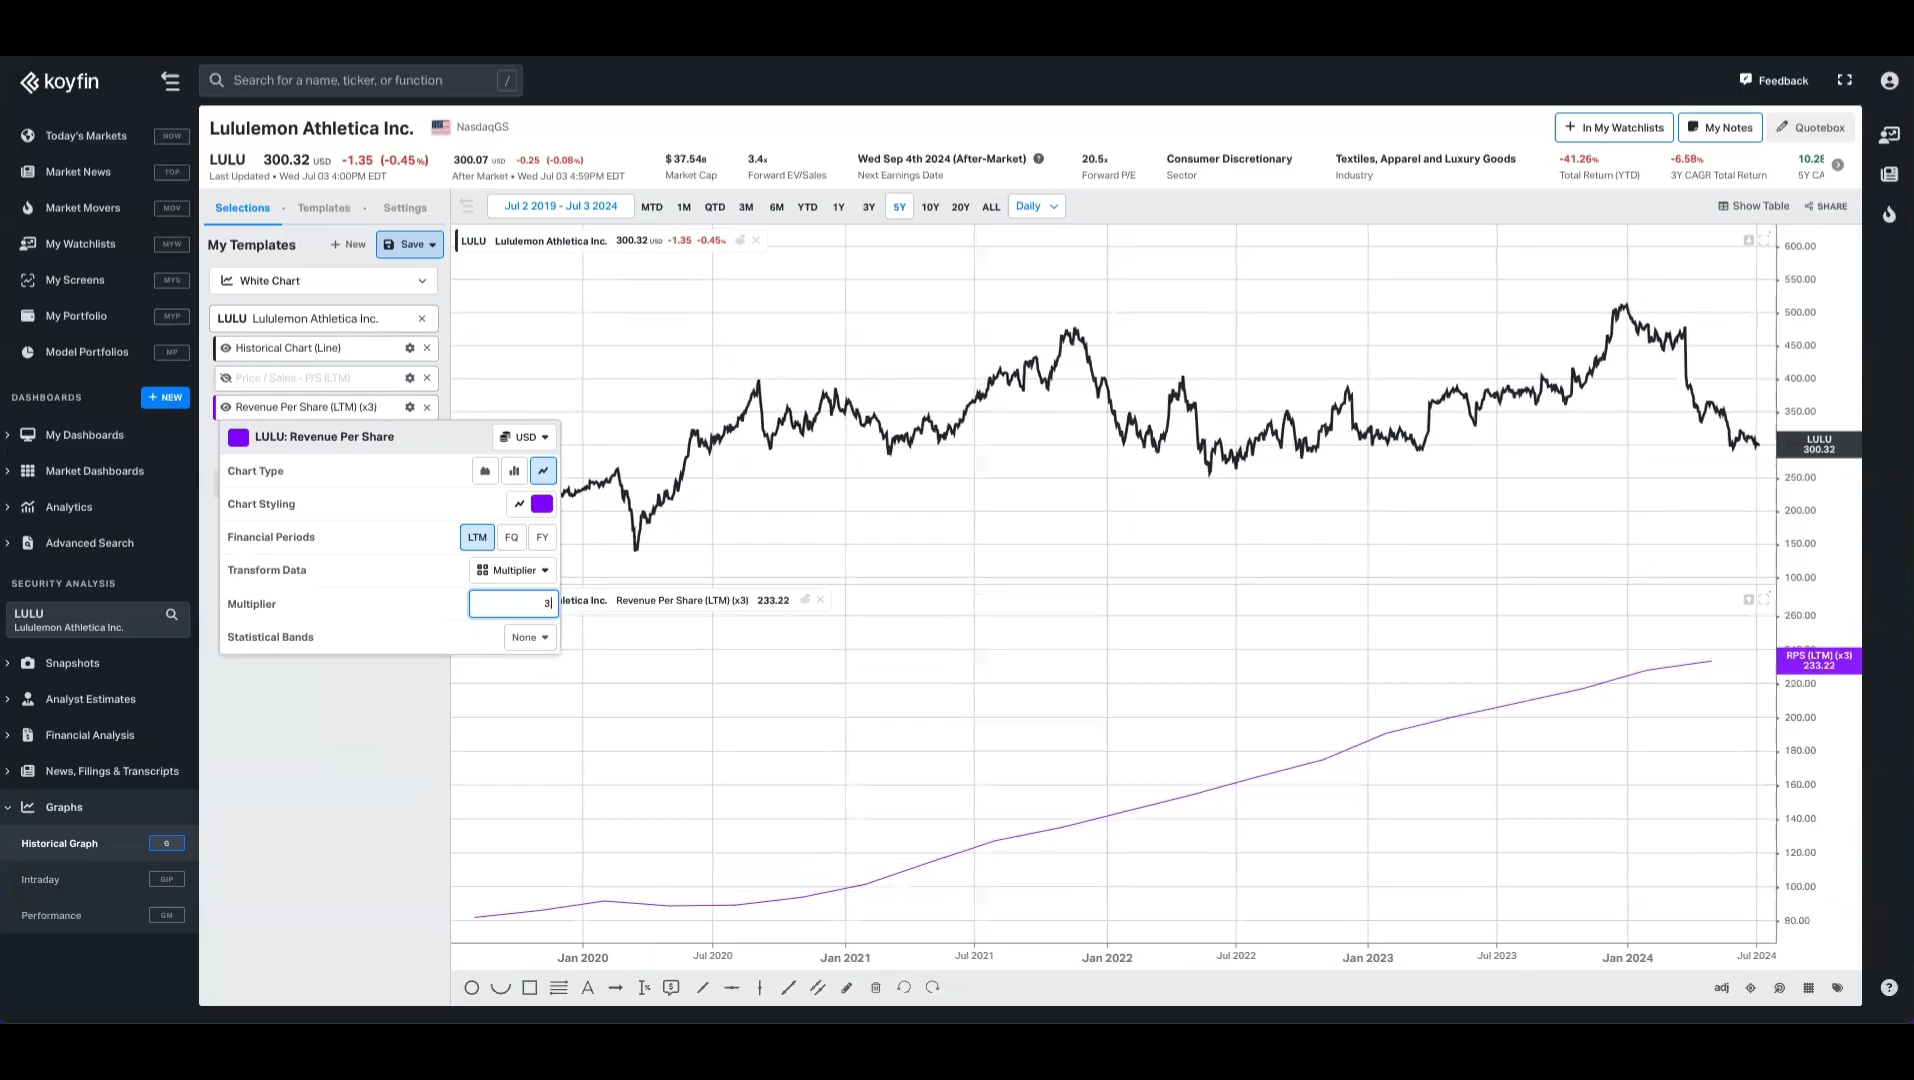 koyfin
Search for a name, ticker, or function /
Feedback
Today's Markets NOW
Market News TOP
Market Movers MOV
My Watchlists MYW
My Screens MYS
My Portfolio MYP
Model Portfolios MP
DASHBOARDS + NEW
My Dashboards
Market Dashboards
Analytics
Advanced Search
SECURITY ANALYSIS
LULU
Lululemon Athletica Inc.
Snapshots
Analyst Estimates
Financial Analysis
News, Filings & Transcripts
Graphs
Historical Graph G
Intraday GIP
Performance GM
Lululemon Athletica Inc. NasdaqGS
+ In My Watchlists My Notes Quotebox
LULU 300.32 USD -1.35 (-0.45%)
Last Updated • Wed Jul 03 4:00PM EDT
300.07 USD -0.25 (-0.08%)
After Market • Wed Jul 03 4:59PM EDT
$ 37.54B
Market Cap
3.4x
Forward EV/Sales
Wed Sep 4th 2024 (After-Market) ?
Next Earnings Date
20.5x
Forward P/E
Consumer Discretionary
Sector
Textiles, Apparel and Luxury Goods
Industry
-41.26%
Total Return (YTD)
-6.58%
3Y CAGR Total Return
10.28
5Y CA
Selections Templates Settings
Jul 2 2019 - Jul 3 2024 MTD 1M QTD 3M 6M YTD 1Y 3Y 5Y 10Y 20Y ALL Daily
Show Table SHARE
My Templates + New Save
White Chart
LULU Lululemon Athletica Inc.
Historical Chart (Line)
Price / Sales - P/S (LTM)
Revenue Per Share (LTM) (x3)
LULU: Revenue Per Share USD
Chart Type
Chart Styling
Financial Periods LTM FQ FY
Transform Data Multiplier
Multiplier 3
Statistical Bands None
LULU Lululemon Athletica Inc. 300.32 USD -1.35 -0.45%
600.00
550.00
500.00
450.00
400.00
350.00
LULU
300.32
250.00
200.00
150.00
100.00
letica Inc. Revenue Per Share (LTM) (x3) 233.22
260.00
RPS (LTM) (x3)
233.22
220.00
200.00
180.00
160.00
140.00
120.00
100.00
80.00
Jan 2020 Jul 2020 Jan 2021 Jul 2021 Jan 2022 Jul 2022 Jan 2023 Jul 2023 Jan 2024 Jul 2024
adj
?